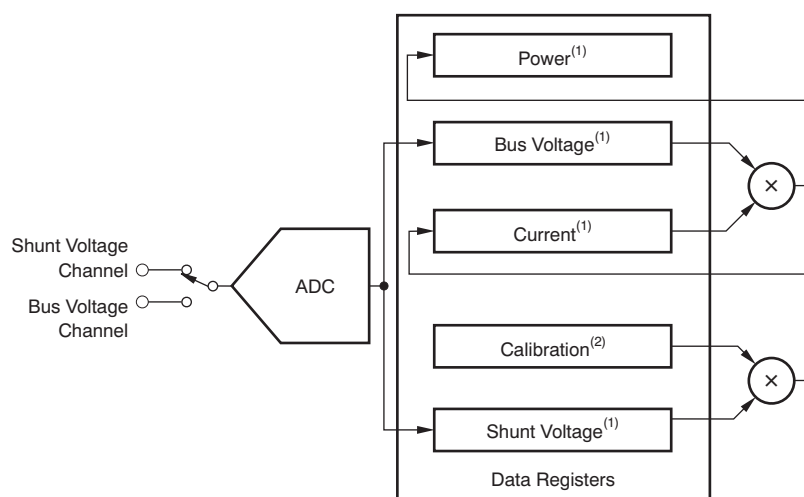 Power(1)
Bus Voltage(1)
×
Current(1)
Shunt Voltage
Channel
Bus Voltage
Channel
ADC
Calibration(2)
×
Shunt Voltage(1)
Data Registers